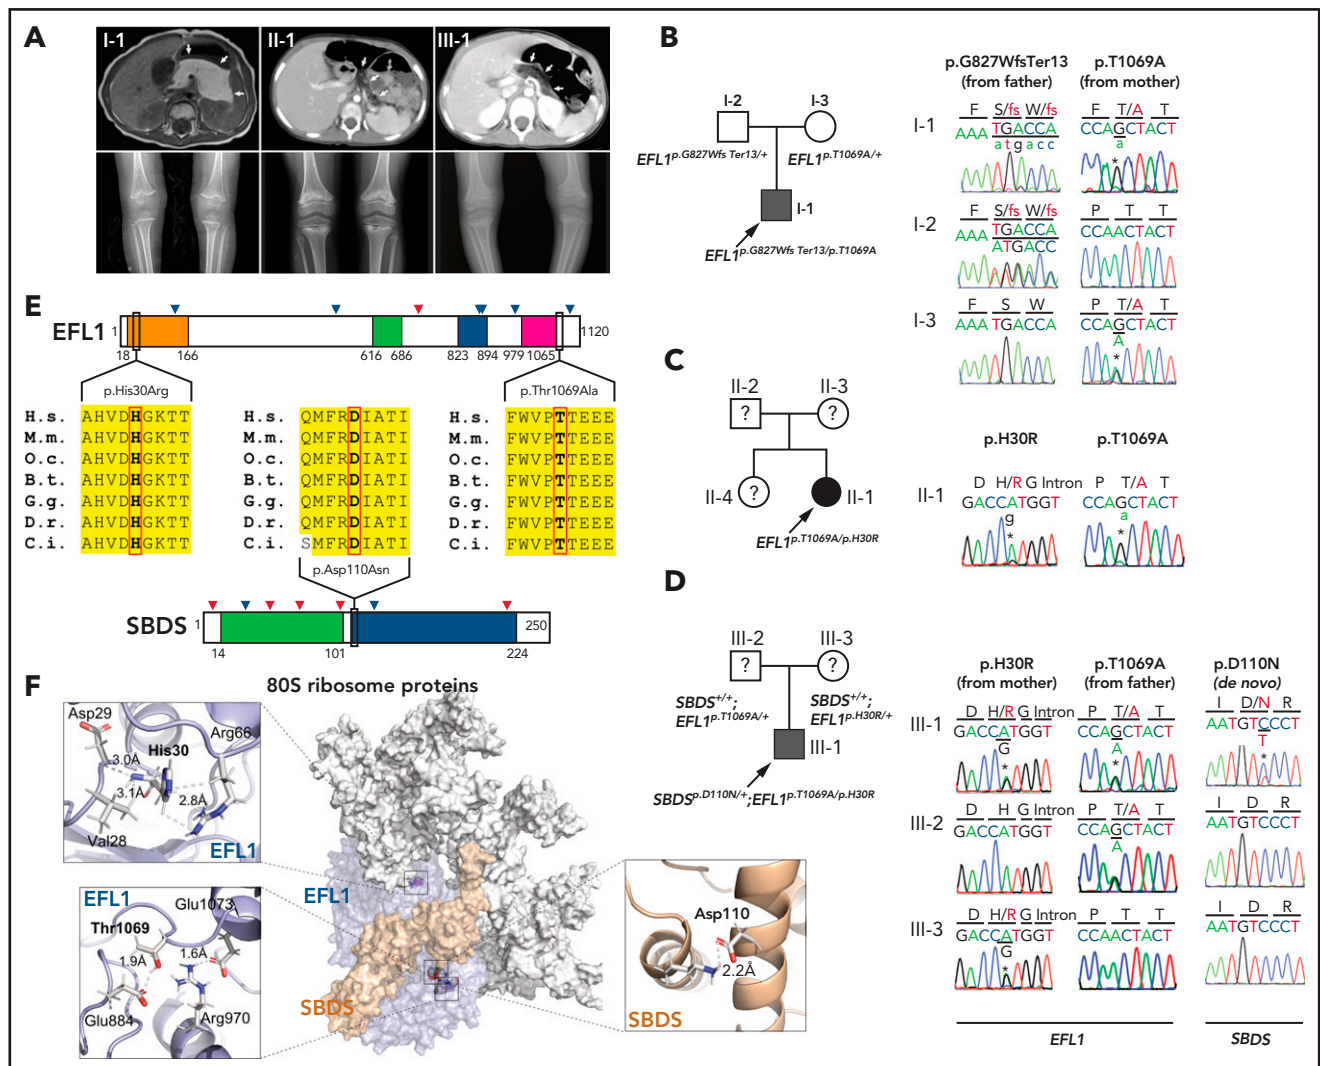 A
I-1
II-1
III-1
B
I-2
I-3
EFL1p.G827Wfs Ter13/+
EFL1p.T1069A/+
I-1
EFL1p.G827Wfs Ter13/p.T1069A
p.G827WfsTer13
(from father)
p.T1069A
(from mother)
I-1
F S/fs W/fs
AAA TGACCA
atgacc
F T/A T
CCAGCTACT
a
*
I-2
F S/fs W/fs
AAA TGACCA
ATGACC
P T T
CCAACTACT
I-3
F S W
AAATGACCA
P T/A T
CCAGCTACT
A
*
C
II-2
II-3
?
?
II-4
?
II-1
EFL1p.T1069A/p.H30R
p.H30R
p.T1069A
II-1
D H/R G Intron
GACCATGGT
g
*
P T/A T
CCAGCTACT
a
*
D
III-2
III-3
?
?
SBDS+/+;
EFL1p.T1069A/+
SBDS+/+;
EFL1p.H30R/+
III-1
SBDSp.D110N/+;EFL1p.T1069A/p.H30R
p.H30R
(from mother)
p.T1069A
(from father)
p.D110N
(de novo)
III-1
D H/R G Intron
GACCATGGT
G
*
P T/A T
CCAGCTACT
A
*
I D/N R
AATGTCCCT
T
*
III-2
D H G Intron
GACCATGGT
P T/A T
CCAGCTACT
A
I D R
AATGTCCCT
III-3
D H/R G Intron
GACCATGGT
G
*
P T T
CCAACTACT
I D R
AATGTCCCT
EFL1
SBDS
E
EFL1
1
1120
18
166
616
686
823
894
979
1065
p.His30Arg
p.Thr1069Ala
H.s. AHVDHGKTT
M.m. AHVDHGKTT
O.c. AHVDHGKTT
B.t. AHVDHGKTT
G.g. AHVDHGKTT
D.r. AHVDHGKTT
C.i. AHVDHGKTT
H.s. QMFRDIATI
M.m. QMFRDIATI
O.c. QMFRDIATI
B.t. QMFRDIATI
G.g. QMFRDIATI
D.r. QMFRDIATI
C.i. SMFRDIATI
H.s. FWVPTTEEE
M.m. FWVPTTEEE
O.c. FWVPTTEEE
B.t. FWVPTTEEE
G.g. FWVPTTEEE
D.r. FWVPTTEEE
C.i. FWVPTTEEE
p.Asp110Asn
SBDS
1
250
14
101
224
F
80S ribosome proteins
Asp29
His30
Arg66
3.0Å
3.1Å
2.8Å
Val28
EFL1
EFL1
Glu1073
Thr1069
1.6Å
1.9Å
Glu884
Arg970
EFL1
SBDS
Asp110
2.2Å
SBDS